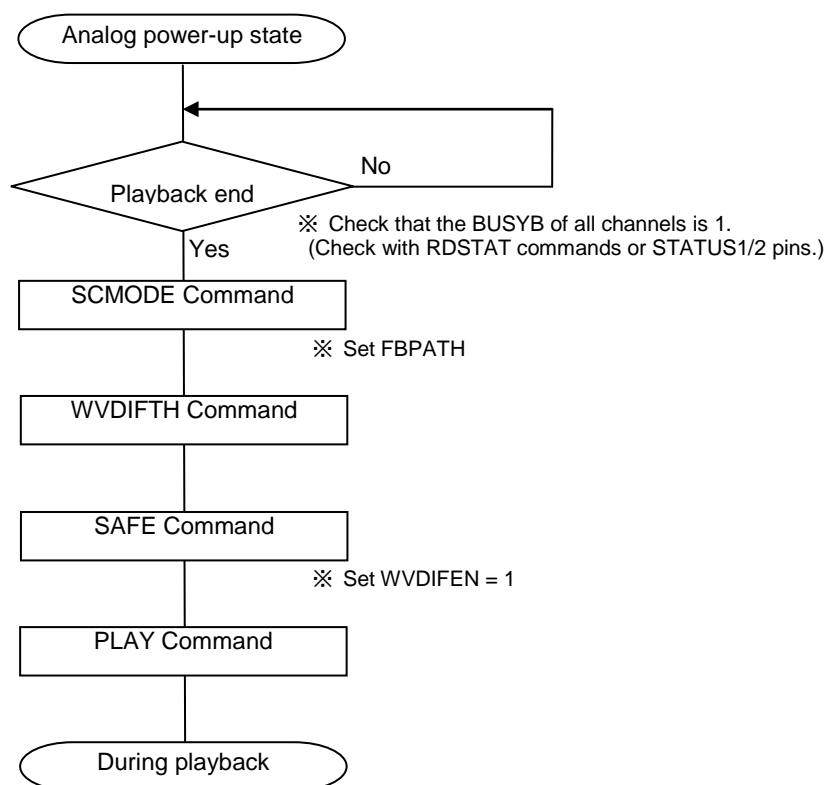 Analog power-up state
No
Playback end
※ Check that the BUSYB of all channels is 1.
(Check with RDSTAT commands or STATUS1/2 pins.)
Yes
SCMODE Command
※ Set FBPATH
WVDIFTH Command
SAFE Command
※ Set WVDIFEN = 1
PLAY Command
During playback